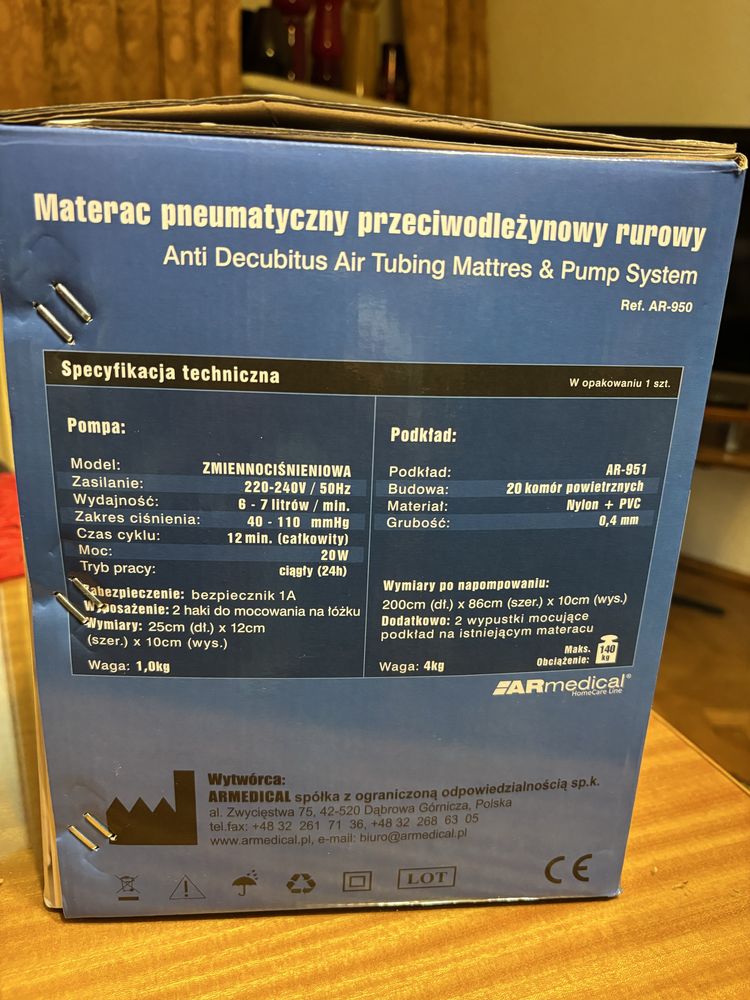 Materac pneumatyczny przeciwodleżynowy rurowy
Anti Decubitus Air Tubing Mattres & Pump System
Ref. AR-950
Specyfikacja techniczna
W opakowaniu 1 szt.
Pompa:
Model: ZMIENNOCIŚNIENIOWA
Zasilanie: 220-240V / 50Hz
Wydajność: 6 - 7 litrów / min.
Zakres ciśnienia: 40 - 110 mmHg
Czas cyklu: 12 min. (całkowity)
Moc: 20W
Tryb pracy: ciągły (24h)
Zabezpieczenie: bezpiecznik 1A
Wyposażenie: 2 haki do mocowania na łóżku
Wymiary: 25cm (dł.) x 12cm
(szer.) x 10cm (wys.)
Waga: 1,0kg
Podkład:
Podkład: AR-951
Budowa: 20 komór powietrznych
Materiał: Nylon + PVC
Grubość: 0,4 mm
Wymiary po napompowaniu:
200cm (dł.) x 86cm (szer.) x 10cm (wys.)
Dodatkowo: 2 wypustki mocujące
podkład na istniejącym materacu
Waga: 4kg
Maks.
Obciążenie:
140
kg
ARmedical®
HomeCare Line
Wytwórca:
ARMEDICAL spółka z ograniczoną odpowiedzialnością sp.k.
al. Zwycięstwa 75, 42-520 Dąbrowa Górnicza, Polska
tel.fax: +48 32 261 71 36, +48 32 268 63 05
www.armedical.pl, e-mail: biuro@armedical.pl
LOT
CE